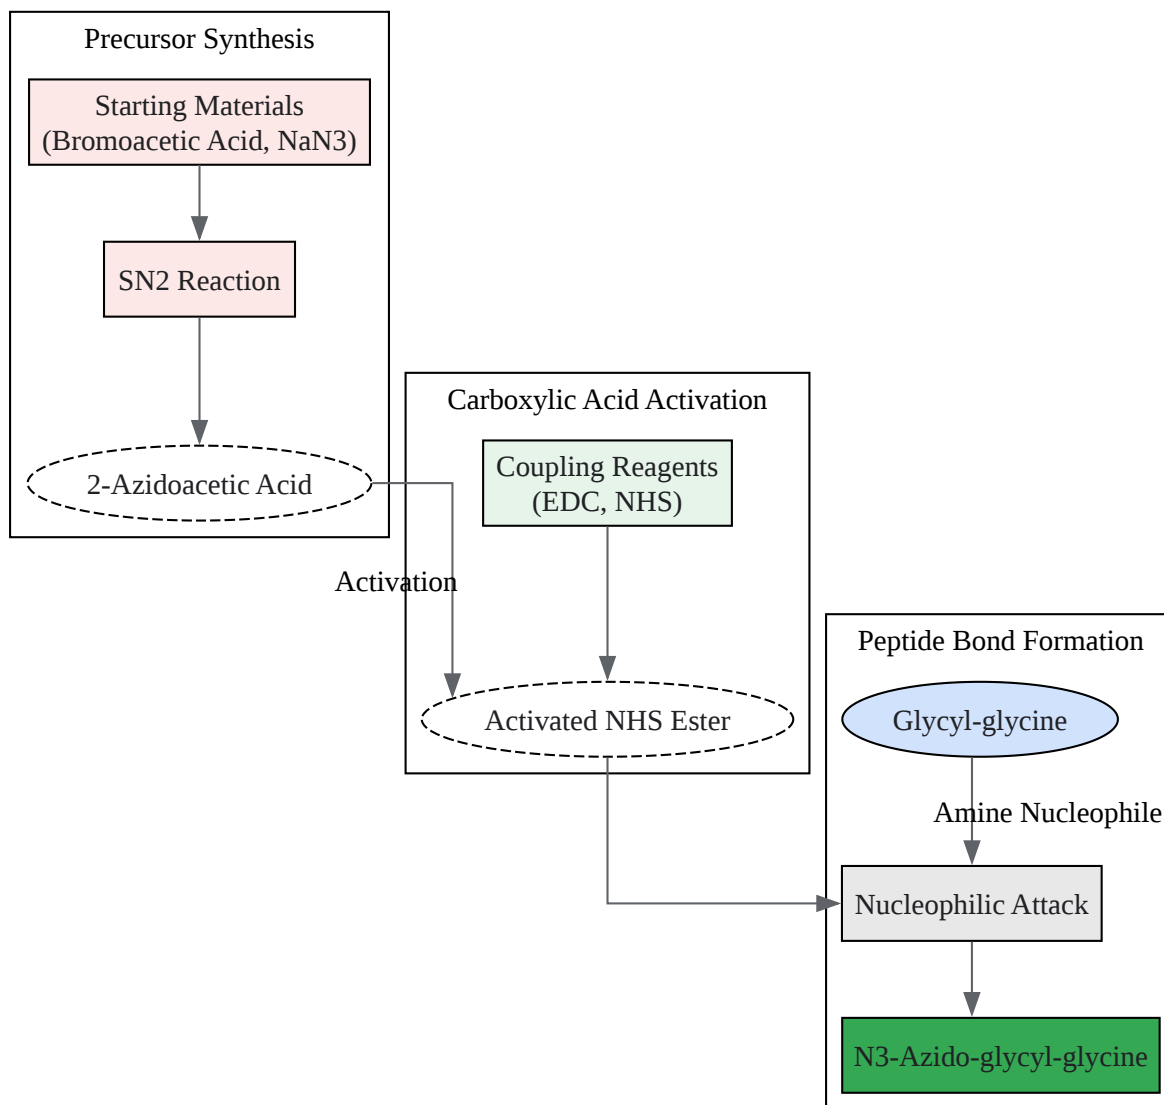 Precursor Synthesis
Starting Materials
(Bromoacetic Acid, NaN3)
SN2 Reaction
2-Azidoacetic Acid
Activation
Carboxylic Acid Activation
Coupling Reagents
(EDC, NHS)
Activated NHS Ester
Peptide Bond Formation
Glycyl-glycine
Amine Nucleophile
Nucleophilic Attack
N3-Azido-glycyl-glycine